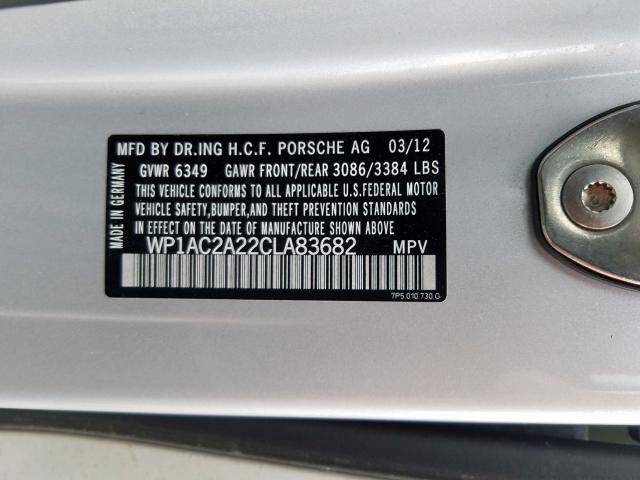 MFD BY DR.ING H.C.F. PORSCHE AG 03/12
GVWR 6349 GAWR FRONT/REAR 3086/3384 LBS
THIS VEHICLE CONFORMS TO ALL APPLICABLE U.S.FEDERAL MOTOR
VEHICLE SAFETY,BUMPER,AND THEFT PREVENTION STANDARDS
IN EFFECT ON THE DATE OF MANUFACTURE SHOWN ABOVE
WP1AC2A22CLA83682 MPV
7P5.010.730.G
MADE IN GERMANY